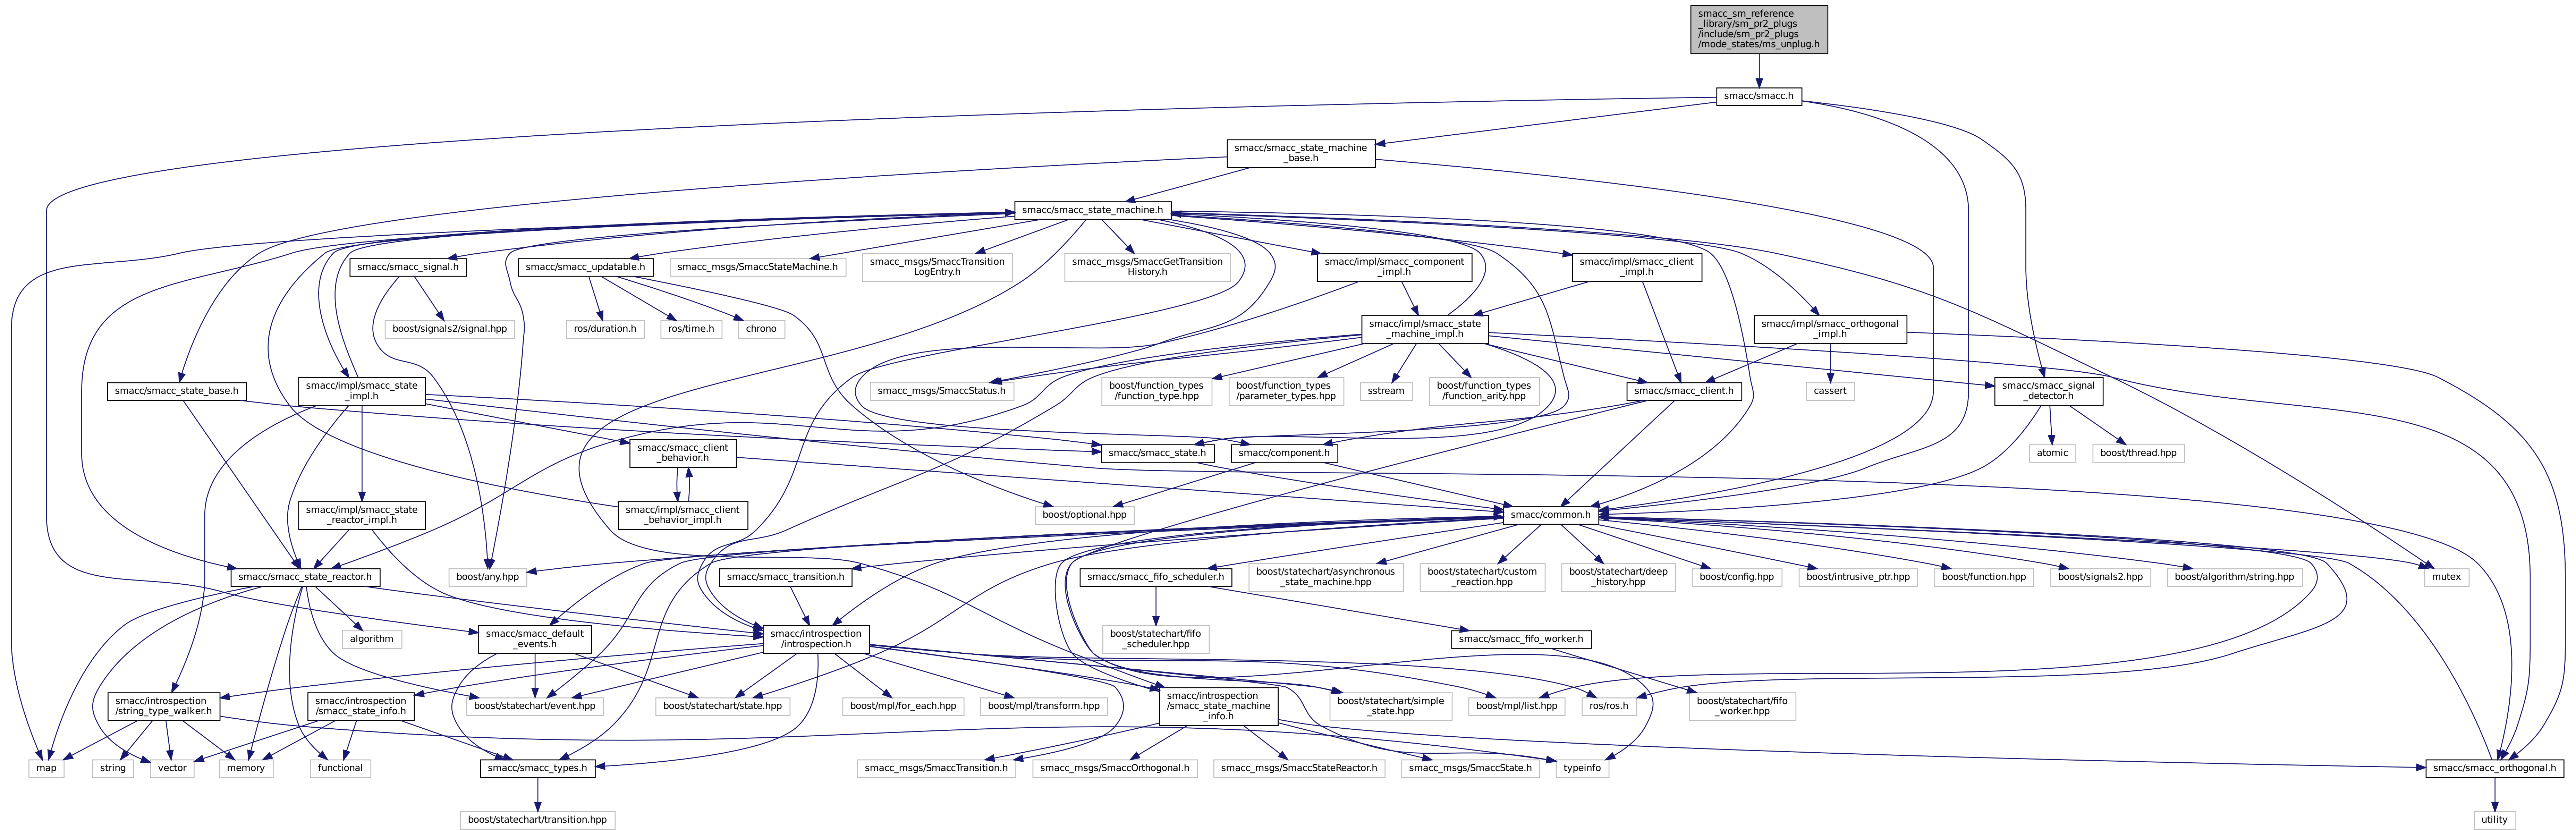 smacc_sm_reference
_library/sm_pr2_plugs
/include/sm_pr2_plugs
/mode_states/ms_unplug.h
smacc/smacc.h
smacc/smacc_state_machine
_base.h
smacc/smacc_state_machine.h
smacc/smacc_signal.h
smacc/smacc_updatable.h
smacc_msgs/SmaccStateMachine.h
smacc_msgs/SmaccTransition
LogEntry.h
smacc_msgs/SmaccGetTransition
History.h
smacc/impl/smacc_component
_impl.h
smacc/impl/smacc_client
_impl.h
boost/signals2/signal.hpp
ros/duration.h
ros/time.h
chrono
smacc/impl/smacc_state
_machine_impl.h
smacc/impl/smacc_orthogonal
_impl.h
smacc/smacc_state_base.h
smacc/impl/smacc_state
_impl.h
smacc_msgs/SmaccStatus.h
boost/function_types
/function_type.hpp
boost/function_types
/parameter_types.hpp
sstream
boost/function_types
/function_arity.hpp
smacc/smacc_client.h
cassert
smacc/smacc_signal
_detector.h
smacc/smacc_client
_behavior.h
smacc/smacc_state.h
smacc/component.h
atomic
boost/thread.hpp
smacc/impl/smacc_state
_reactor_impl.h
smacc/impl/smacc_client
_behavior_impl.h
boost/optional.hpp
smacc/common.h
smacc/smacc_state_reactor.h
boost/any.hpp
smacc/smacc_transition.h
smacc/smacc_fifo_scheduler.h
boost/statechart/asynchronous
_state_machine.hpp
boost/statechart/custom
_reaction.hpp
boost/statechart/deep
_history.hpp
boost/config.hpp
boost/intrusive_ptr.hpp
boost/function.hpp
boost/signals2.hpp
boost/algorithm/string.hpp
mutex
algorithm
smacc/smacc_default
_events.h
smacc/introspection
/introspection.h
boost/statechart/fifo
_scheduler.hpp
smacc/smacc_fifo_worker.h
smacc/introspection
/string_type_walker.h
smacc/introspection
/smacc_state_info.h
boost/statechart/event.hpp
boost/statechart/state.hpp
boost/mpl/for_each.hpp
boost/mpl/transform.hpp
smacc/introspection
/smacc_state_machine
_info.h
boost/statechart/simple
_state.hpp
boost/mpl/list.hpp
ros/ros.h
boost/statechart/fifo
_worker.hpp
map
string
vector
memory
functional
smacc/smacc_types.h
smacc_msgs/SmaccTransition.h
smacc_msgs/SmaccOrthogonal.h
smacc_msgs/SmaccStateReactor.h
smacc_msgs/SmaccState.h
typeinfo
smacc/smacc_orthogonal.h
boost/statechart/transition.hpp
utility